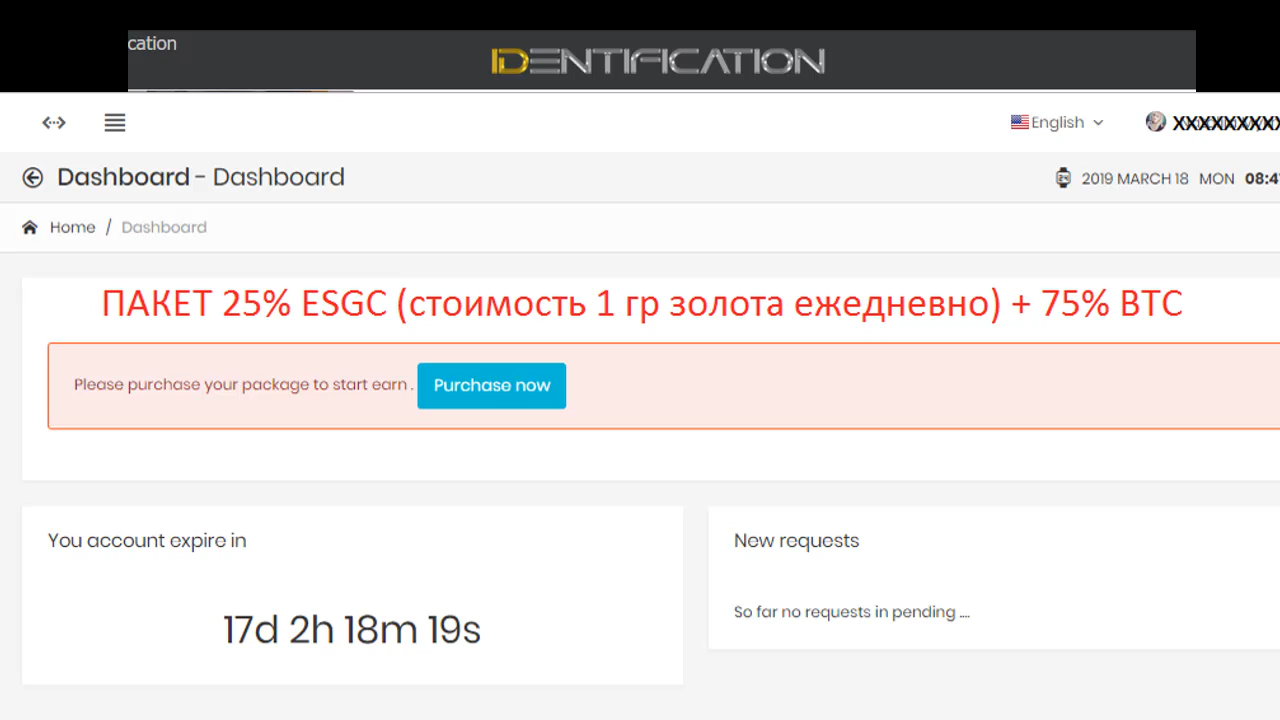 cation
IDENTIFICATION
English
Dashboard - Dashboard
2019 MARCH 18 MON 08:4
Home / Dashboard
ПАКЕТ 25% ESGC (стоимость 1 гр золота ежедневно) + 75% BTC
Please purchase your package to start earn . Purchase now
You account expire in
17d 2h 18m 19s
New requests
So far no requests in pending ....